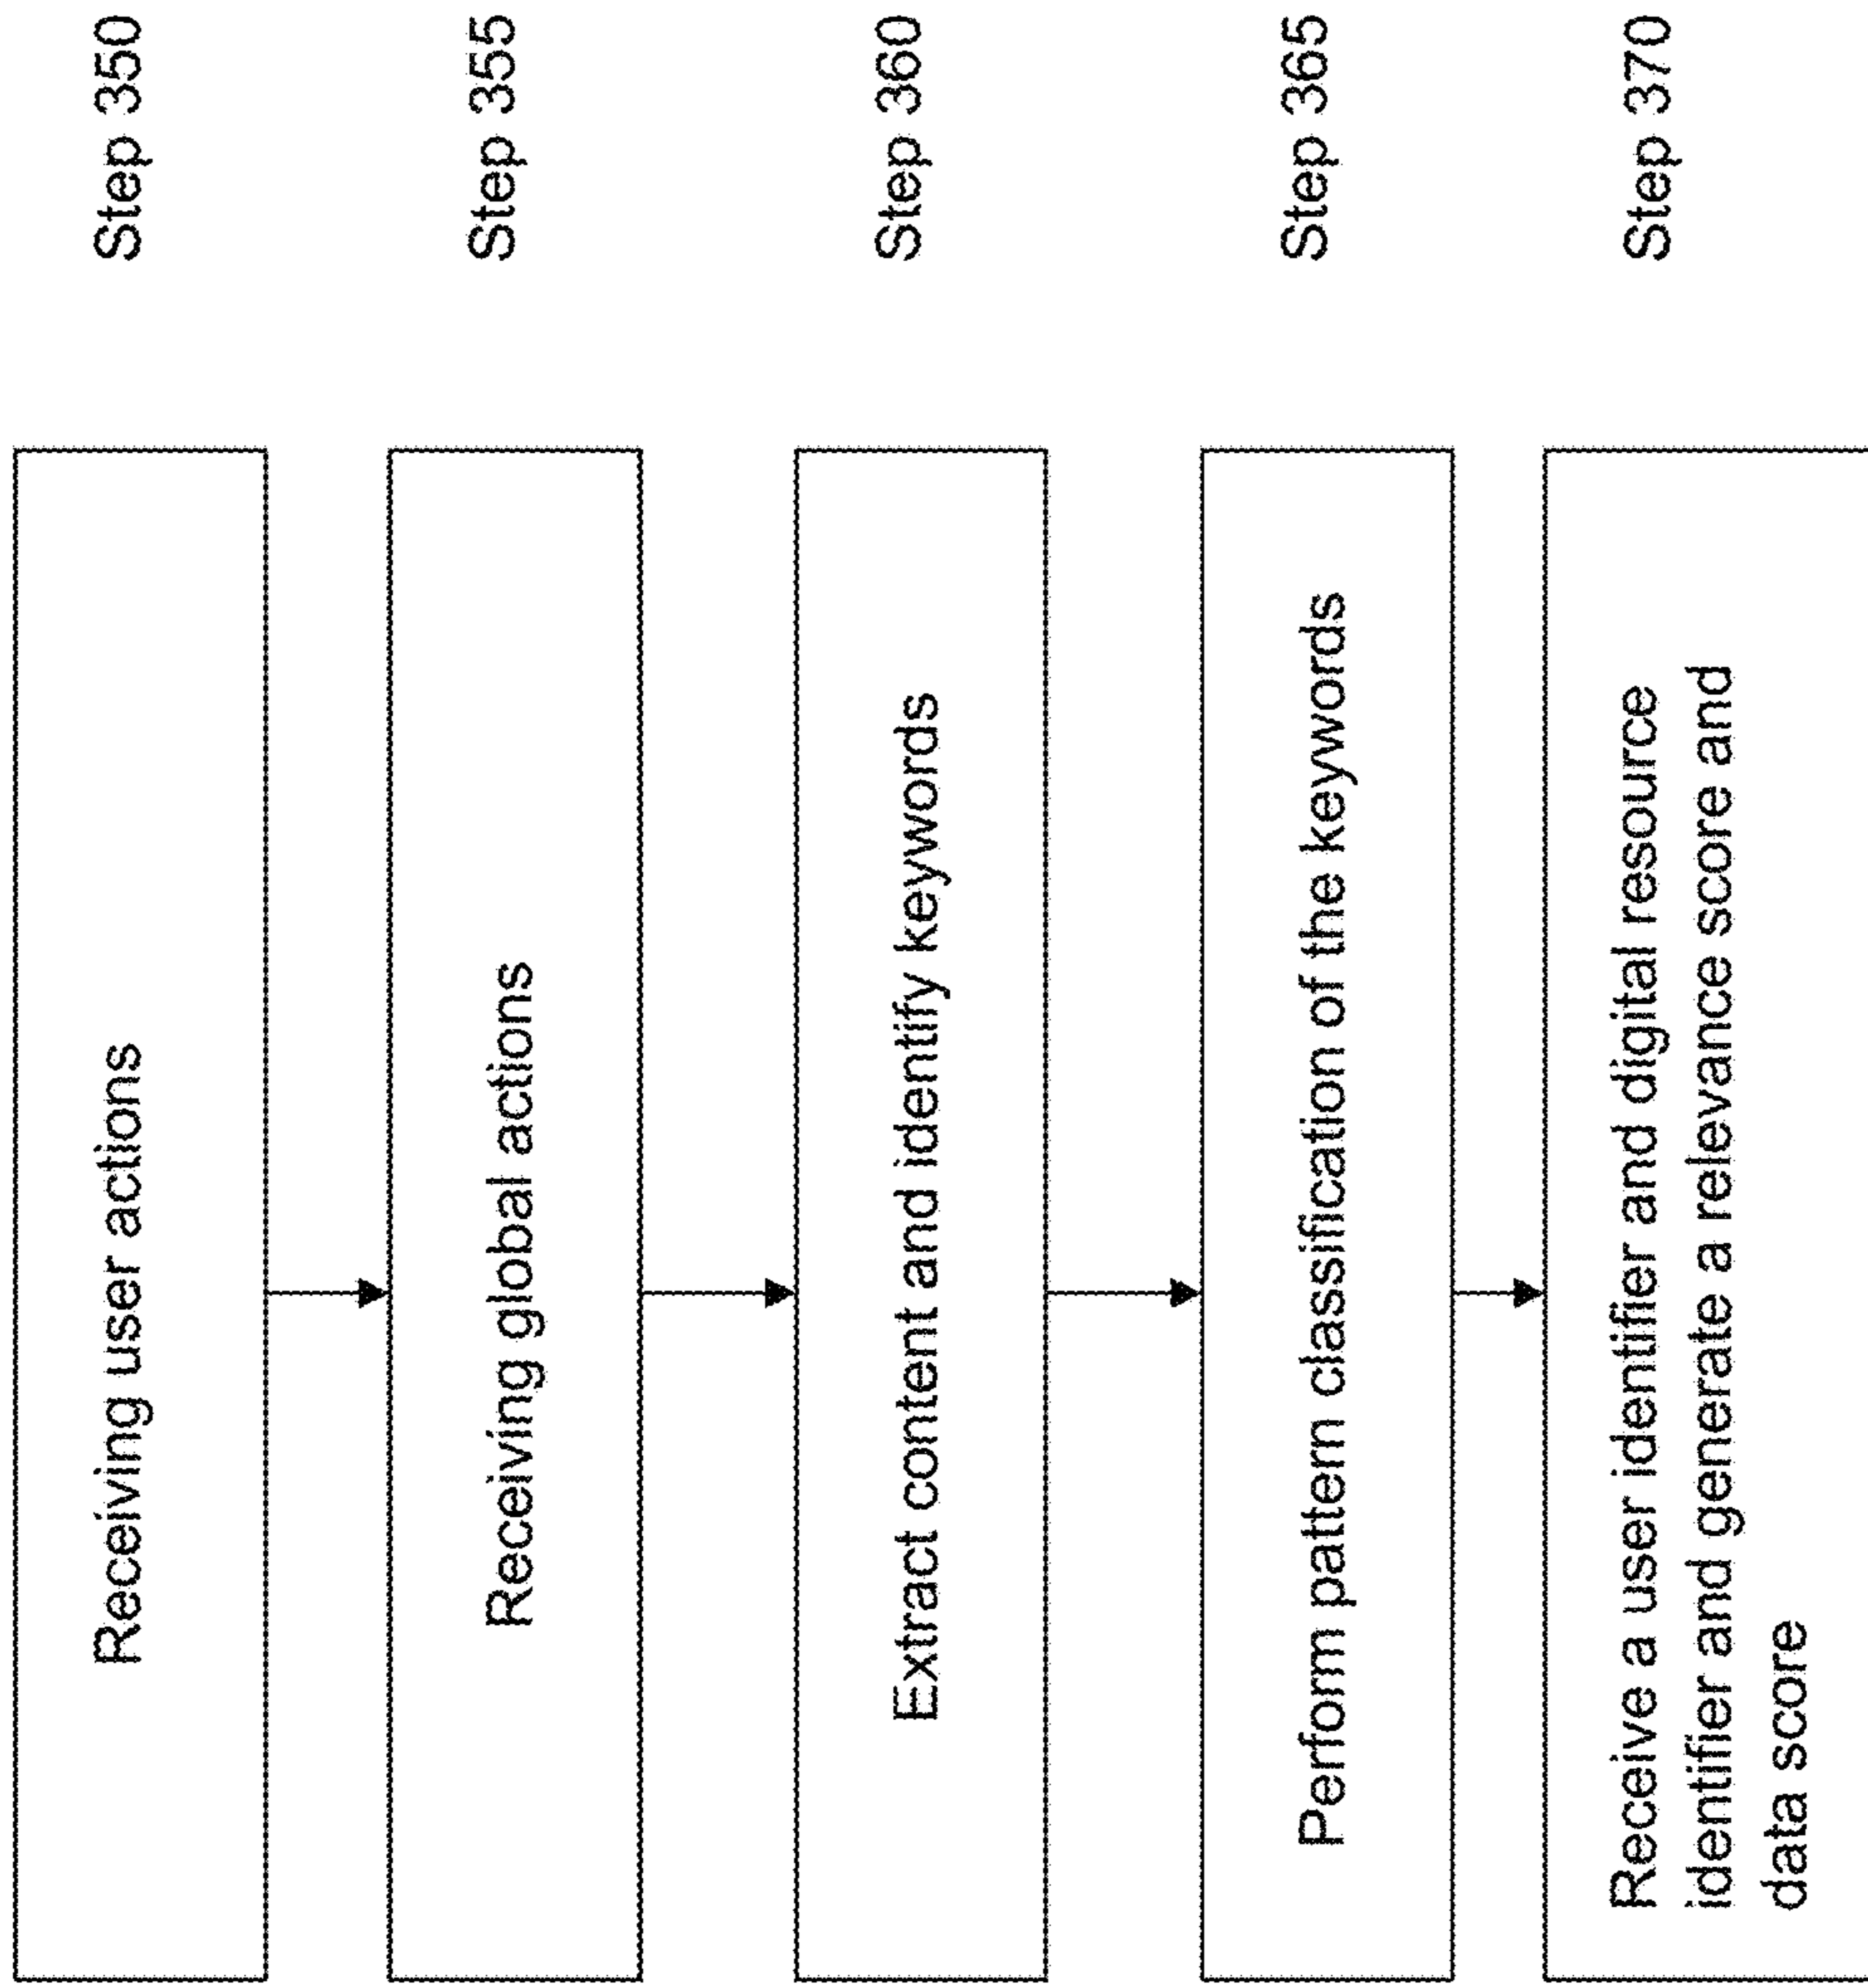 Receiving user actions
Step 350
Receiving global actions
Step 355
Extract content and identify keywords
Step 360
Perform pattern classification of the keywords
Step 365
Receive a user identifier and digital resource
identifier and generate a relevance score and
data score
Step 370